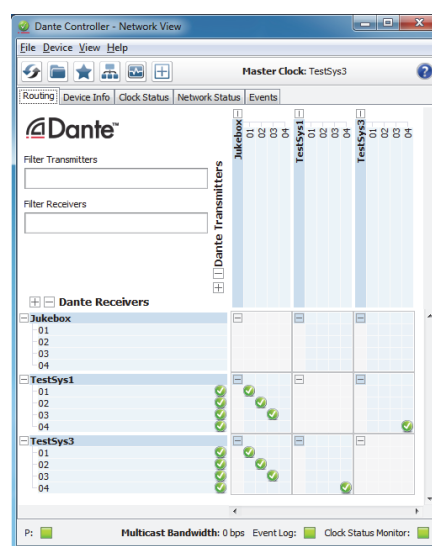 Dante Controller - Network View
File Device View Help
Master Clock: TestSys3
Routing Device Info Clock Status Network Status Events
Dante™
Filter Transmitters
Filter Receivers
Dante Transmitters
Jukebox
01
02
03
04
TestSys1
01
02
03
04
TestSys3
01
02
03
04
Dante Receivers
Jukebox
01
02
03
04
TestSys1
01
02
03
04
TestSys3
01
02
03
04
P: Multicast Bandwidth: 0 bps Event Log: Clock Status Monitor: